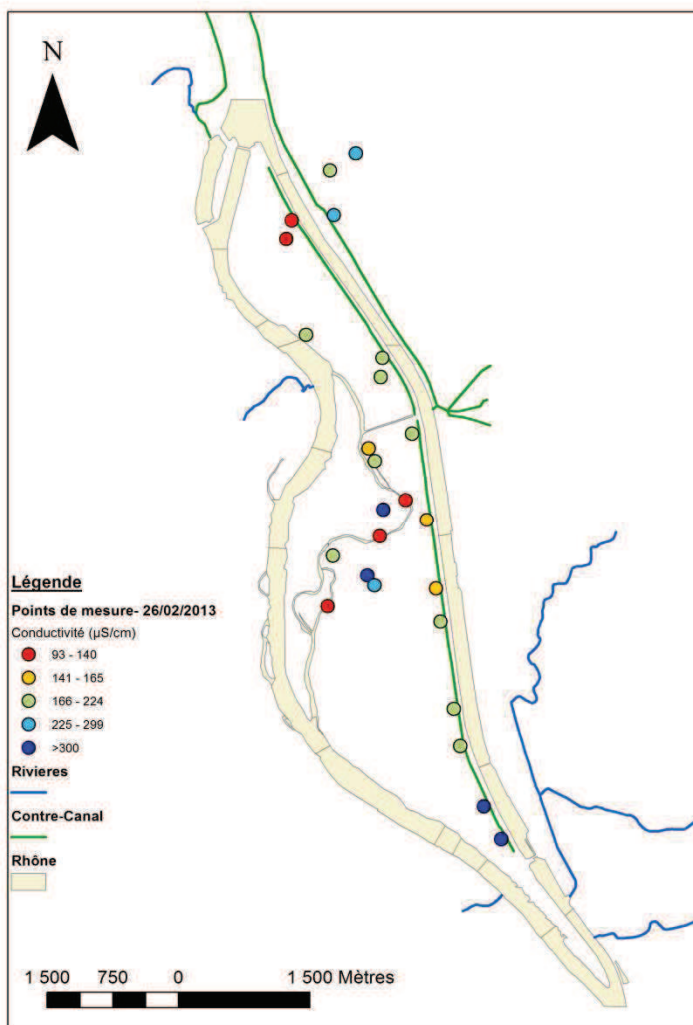 N
Légende
Points de mesure- 26/02/2013
Conductivité (µS/cm)
93 - 140
141 - 165
166 - 224
225 - 299
>300
Rivieres
Contre-Canal
Rhône
1 500 750 0 1 500 Mètres